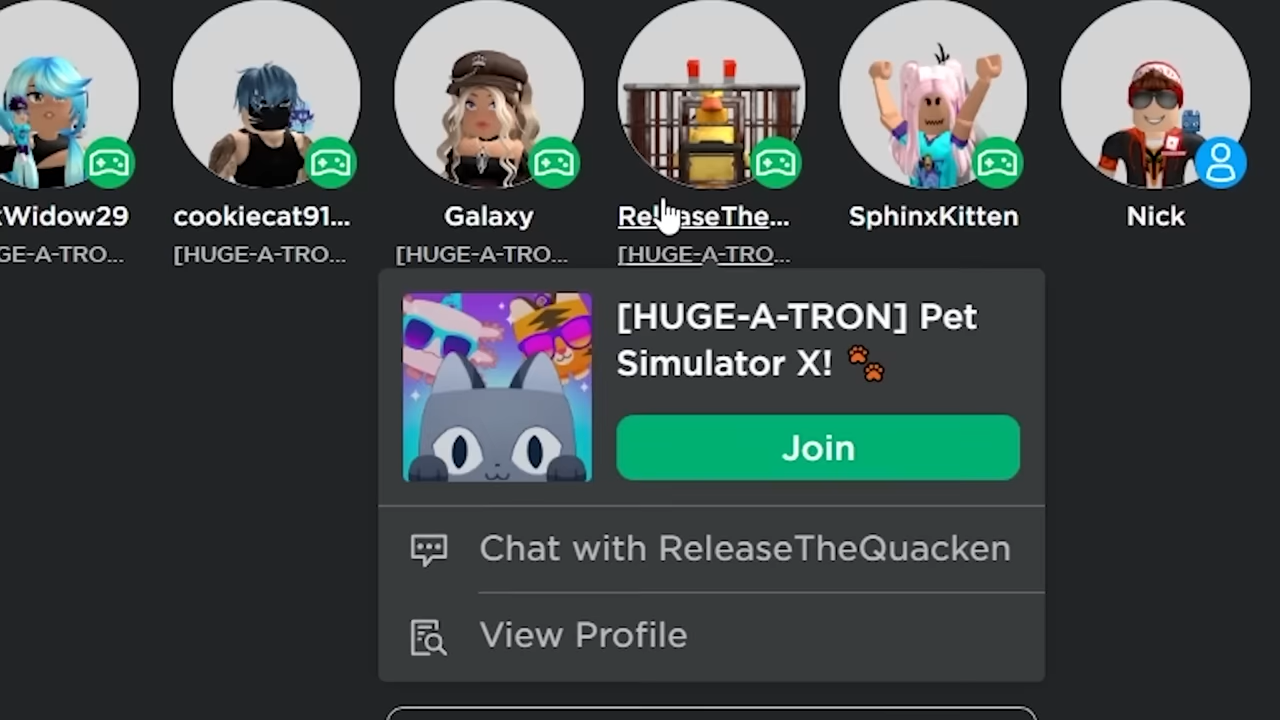 xWidow29
cookiecat91...
Galaxy
ReleaseThe...
SphinxKitten
Nick
GE-A-TRO...
[HUGE-A-TRO...
[HUGE-A-TRO...
[HUGE-A-TRO...
[HUGE-A-TRON] Pet
Simulator X! 🐾
Join
Chat with ReleaseTheQuacken
View Profile